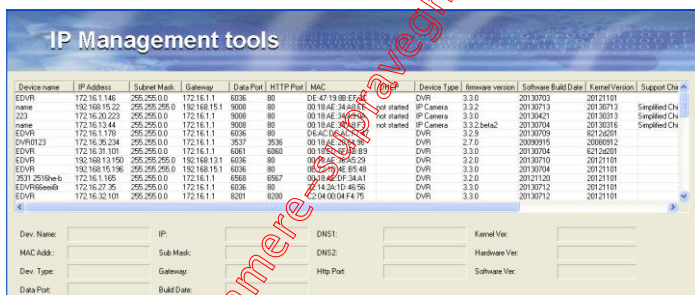 IP Management tools
Device name IP Address Subnet Mask Gateway Data Port HTTP Port MAC DHCP Device Type firmware version Software Build Date Kernel Version Support Chin
EDVR 172.16.1.146 255.255.0.0 172.16.1.1 6036 80 DVR 3.3.0 20130703 20121101
name 192.168.15.22 255.255.255.0 192.168.15.1 9008 80 not started IP Camera 3.3.2 20130713 20130713 Simplified Chi
223 172.16.20.223 255.255.0.0 172.16.1.1 9008 80 not started IP Camera 3.3.0 20130421 20130313 Simplified Chi
name 172.16.13.44 255.255.0.0 172.16.1.1 9008 80 not started IP Camera 3.3.2.beta2 20130704 20130316 Simplified Chi
EDVR 172.16.1.178 255.255.0.0 172.16.1.1 6036 80 DVR 3.2.9 20130709 6212d201
DVR0123 172.16.35.234 255.255.0.0 172.16.1.1 3537 3536 DVR 2.7.0 20090915 20080912
EDVR 172.16.31.101 255.255.0.0 172.16.1.1 6061 6060 DVR 3.3.0 20130704 6212d201
EDVR 192.168.13.150 255.255.255.0 192.168.13.1 6036 80 DVR 3.2.0 20130710 20121101
EDVR 192.168.15.196 255.255.255.0 192.168.15.1 6036 80 DVR 3.3.0 20130704 20121101
3531 2516he-b 172.16.1.165 255.255.0.0 172.16.1.1 6568 6567 DVR 3.2.0 20121120 20121101
172.16.27.35 255.255.0.0 172.16.1.1 6036 80 DVR 3.3.0 20130712 20121101
EDVR 172.16.32.101 255.255.0.0 172.16.1.1 8201 8200 C2:04:00:04:F4:75 DVR 3.3.0 20130712 20121101
Dev. Name: IP: DNS1: Kernel Ver:
MAC Addr.: Sub Mask: DNS2: Hardware Ver:
Dev. Type: Gateway: Http Port: Software Ver:
Data Port: Build Date: